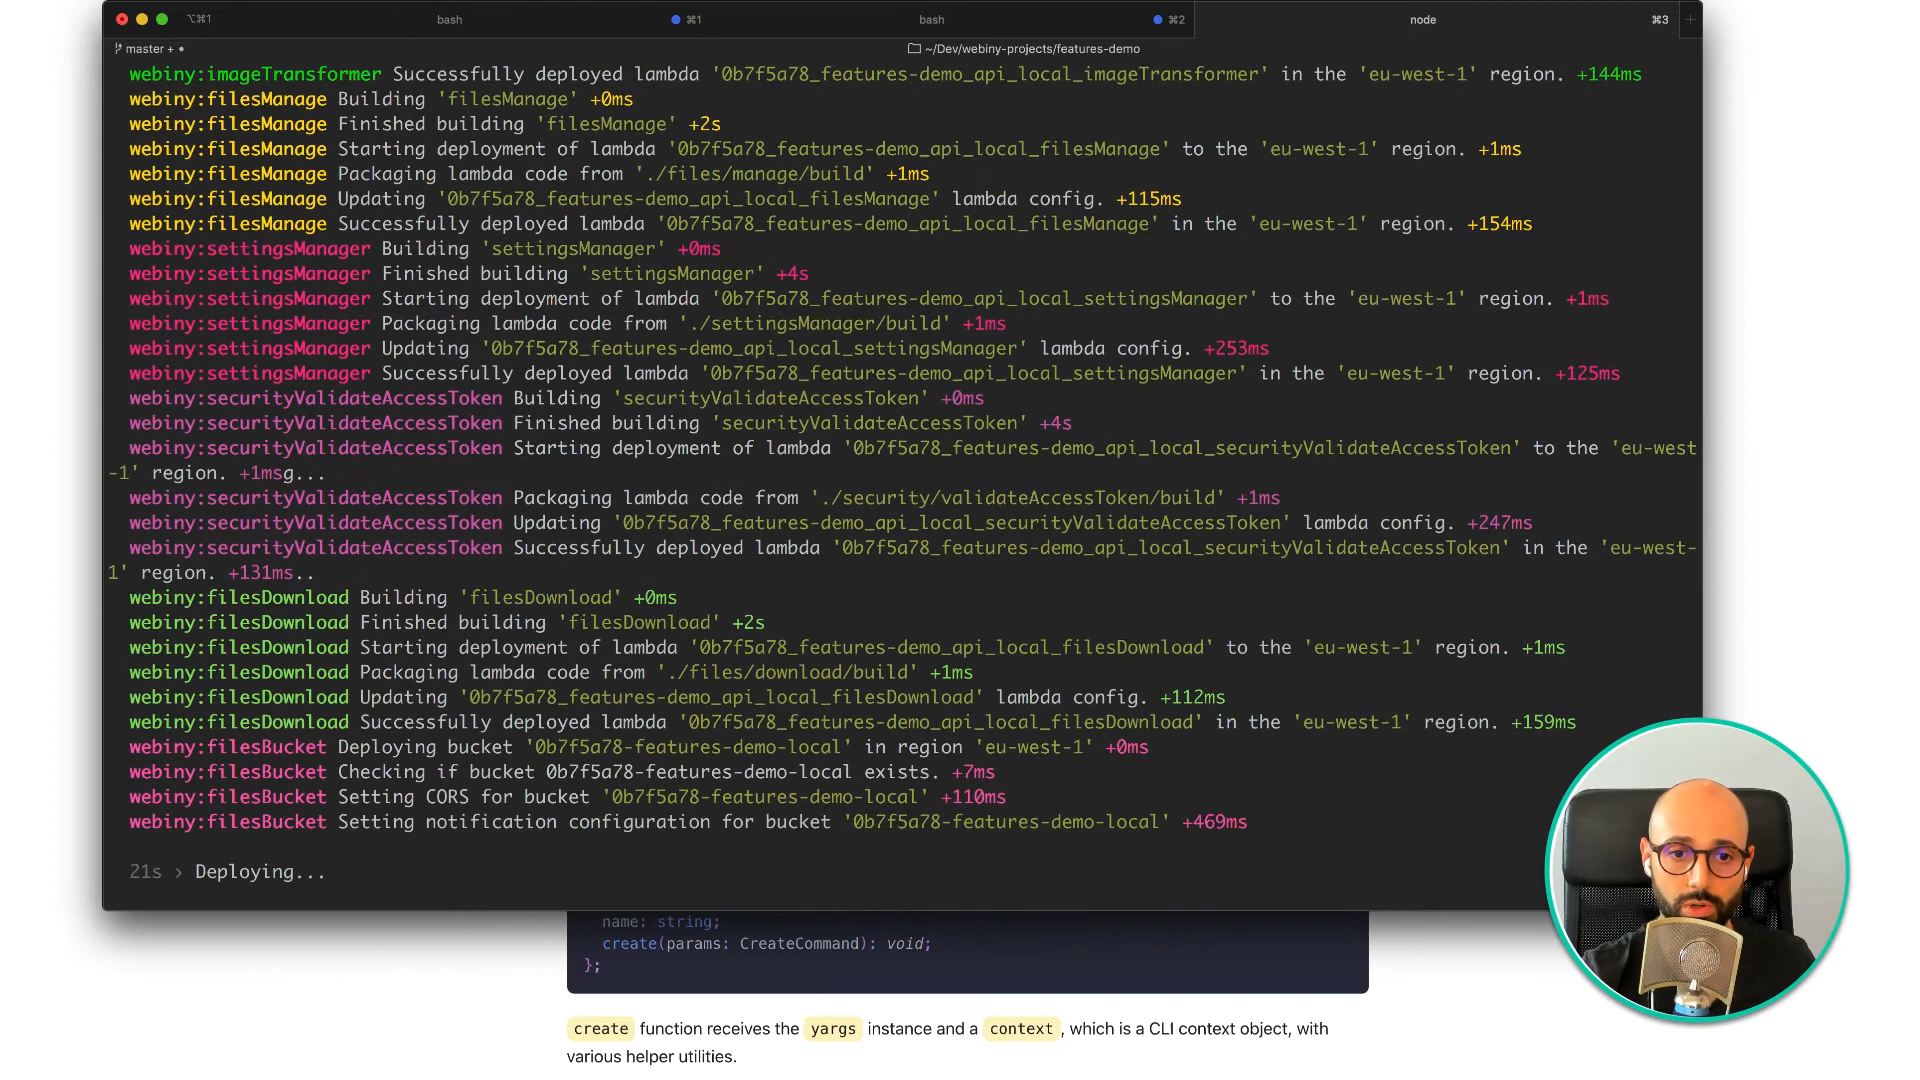 ⌥⌘1 bash ⌘1 bash ⌘2 node ⌘3 +
master + •
~/Dev/webiny-projects/features-demo
webiny:imageTransformer Successfully deployed lambda '0b7f5a78_features-demo_api_local_imageTransformer' in the 'eu-west-1' region. +144ms
webiny:filesManage Building 'filesManage' +0ms
webiny:filesManage Finished building 'filesManage' +2s
webiny:filesManage Starting deployment of lambda '0b7f5a78_features-demo_api_local_filesManage' to the 'eu-west-1' region. +1ms
webiny:filesManage Packaging lambda code from './files/manage/build' +1ms
webiny:filesManage Updating '0b7f5a78_features-demo_api_local_filesManage' lambda config. +115ms
webiny:filesManage Successfully deployed lambda '0b7f5a78_features-demo_api_local_filesManage' in the 'eu-west-1' region. +154ms
webiny:settingsManager Building 'settingsManager' +0ms
webiny:settingsManager Finished building 'settingsManager' +4s
webiny:settingsManager Starting deployment of lambda '0b7f5a78_features-demo_api_local_settingsManager' to the 'eu-west-1' region. +1ms
webiny:settingsManager Packaging lambda code from './settingsManager/build' +1ms
webiny:settingsManager Updating '0b7f5a78_features-demo_api_local_settingsManager' lambda config. +253ms
webiny:settingsManager Successfully deployed lambda '0b7f5a78_features-demo_api_local_settingsManager' in the 'eu-west-1' region. +125ms
webiny:securityValidateAccessToken Building 'securityValidateAccessToken' +0ms
webiny:securityValidateAccessToken Finished building 'securityValidateAccessToken' +4s
webiny:securityValidateAccessToken Starting deployment of lambda '0b7f5a78_features-demo_api_local_securityValidateAccessToken' to the 'eu-west
-1' region. +1msg...
webiny:securityValidateAccessToken Packaging lambda code from './security/validateAccessToken/build' +1ms
webiny:securityValidateAccessToken Updating '0b7f5a78_features-demo_api_local_securityValidateAccessToken' lambda config. +247ms
webiny:securityValidateAccessToken Successfully deployed lambda '0b7f5a78_features-demo_api_local_securityValidateAccessToken' in the 'eu-west-
1' region. +131ms..
webiny:filesDownload Building 'filesDownload' +0ms
webiny:filesDownload Finished building 'filesDownload' +2s
webiny:filesDownload Starting deployment of lambda '0b7f5a78_features-demo_api_local_filesDownload' to the 'eu-west-1' region. +1ms
webiny:filesDownload Packaging lambda code from './files/download/build' +1ms
webiny:filesDownload Updating '0b7f5a78_features-demo_api_local_filesDownload' lambda config. +112ms
webiny:filesDownload Successfully deployed lambda '0b7f5a78_features-demo_api_local_filesDownload' in the 'eu-west-1' region. +159ms
webiny:filesBucket Deploying bucket '0b7f5a78-features-demo-local' in region 'eu-west-1' +0ms
webiny:filesBucket Checking if bucket 0b7f5a78-features-demo-local exists. +7ms
webiny:filesBucket Setting CORS for bucket '0b7f5a78-features-demo-local' +110ms
webiny:filesBucket Setting notification configuration for bucket '0b7f5a78-features-demo-local' +469ms
21s › Deploying...
name: string;
create(params: CreateCommand): void;
};
create function receives the yargs instance and a context, which is a CLI context object, with
various helper utilities.